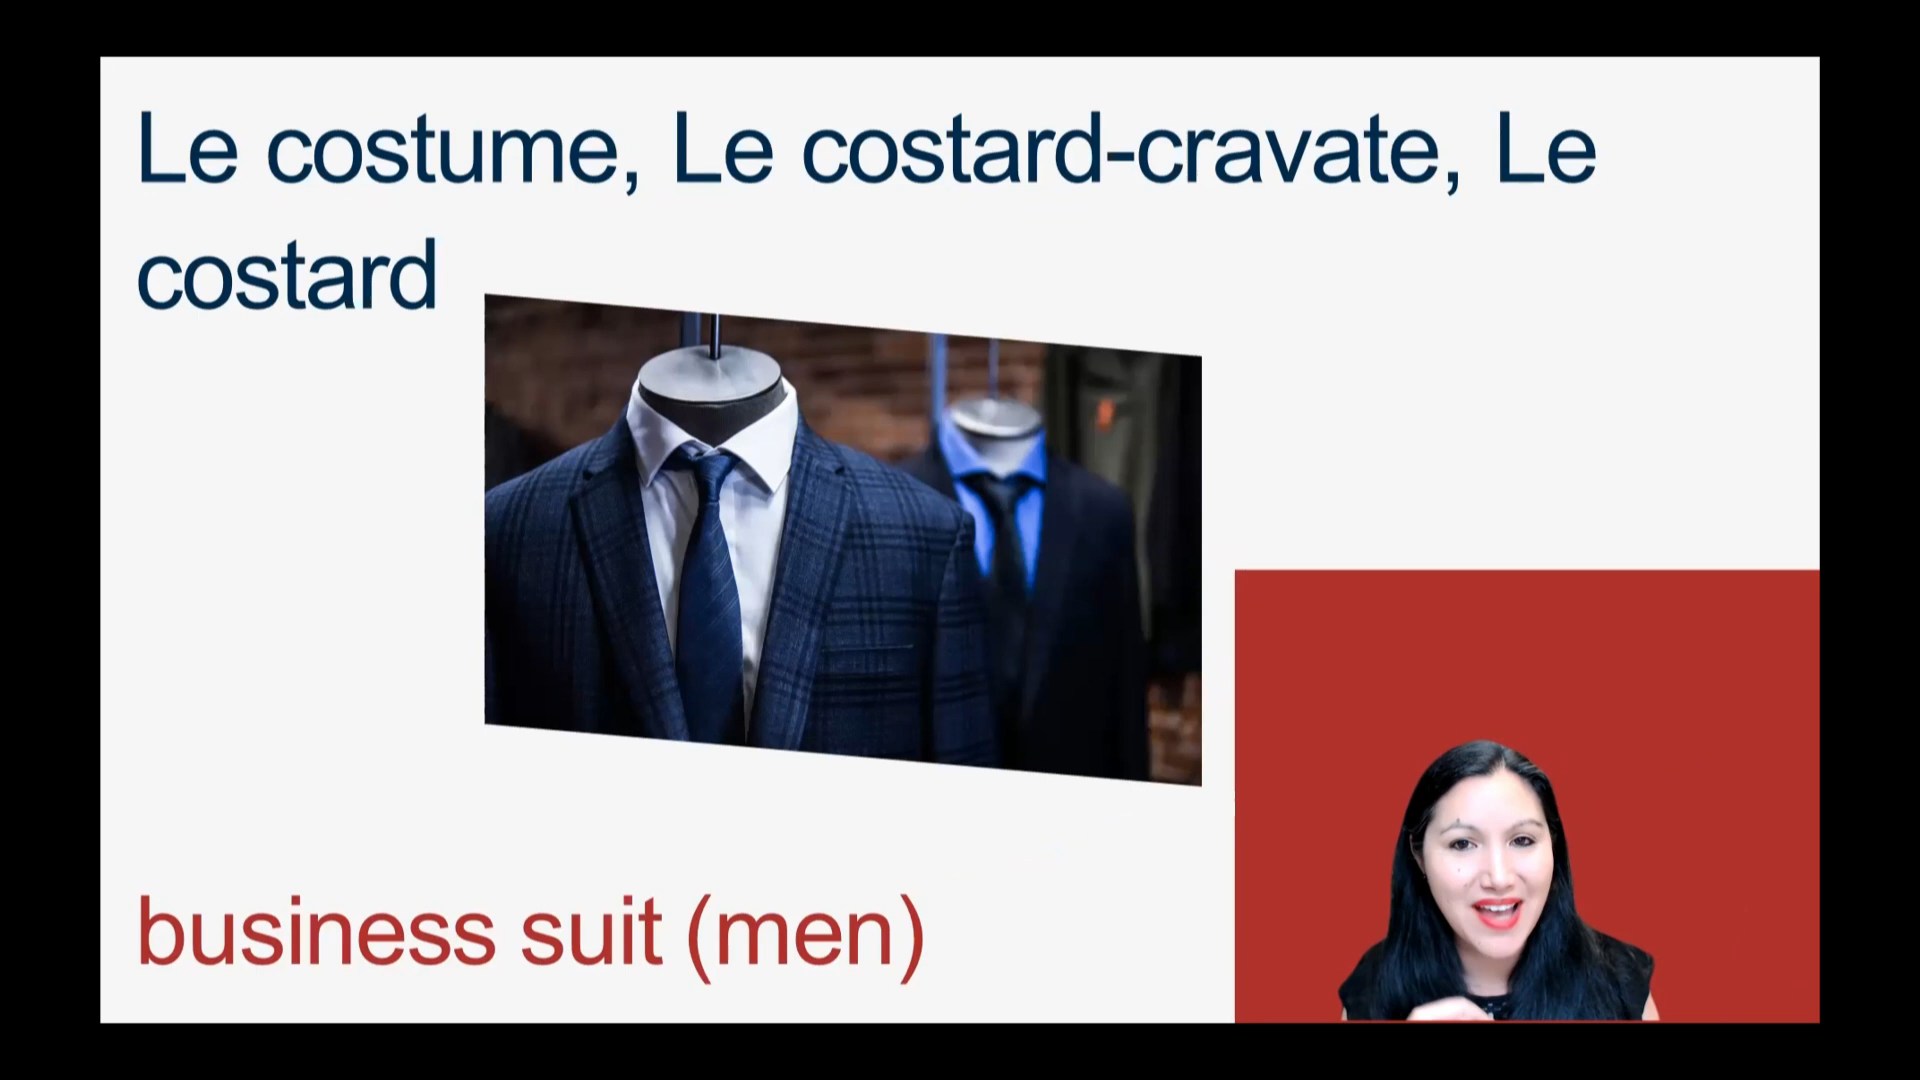 Le costume, Le costard-cravate, Le
costard
business suit (men)